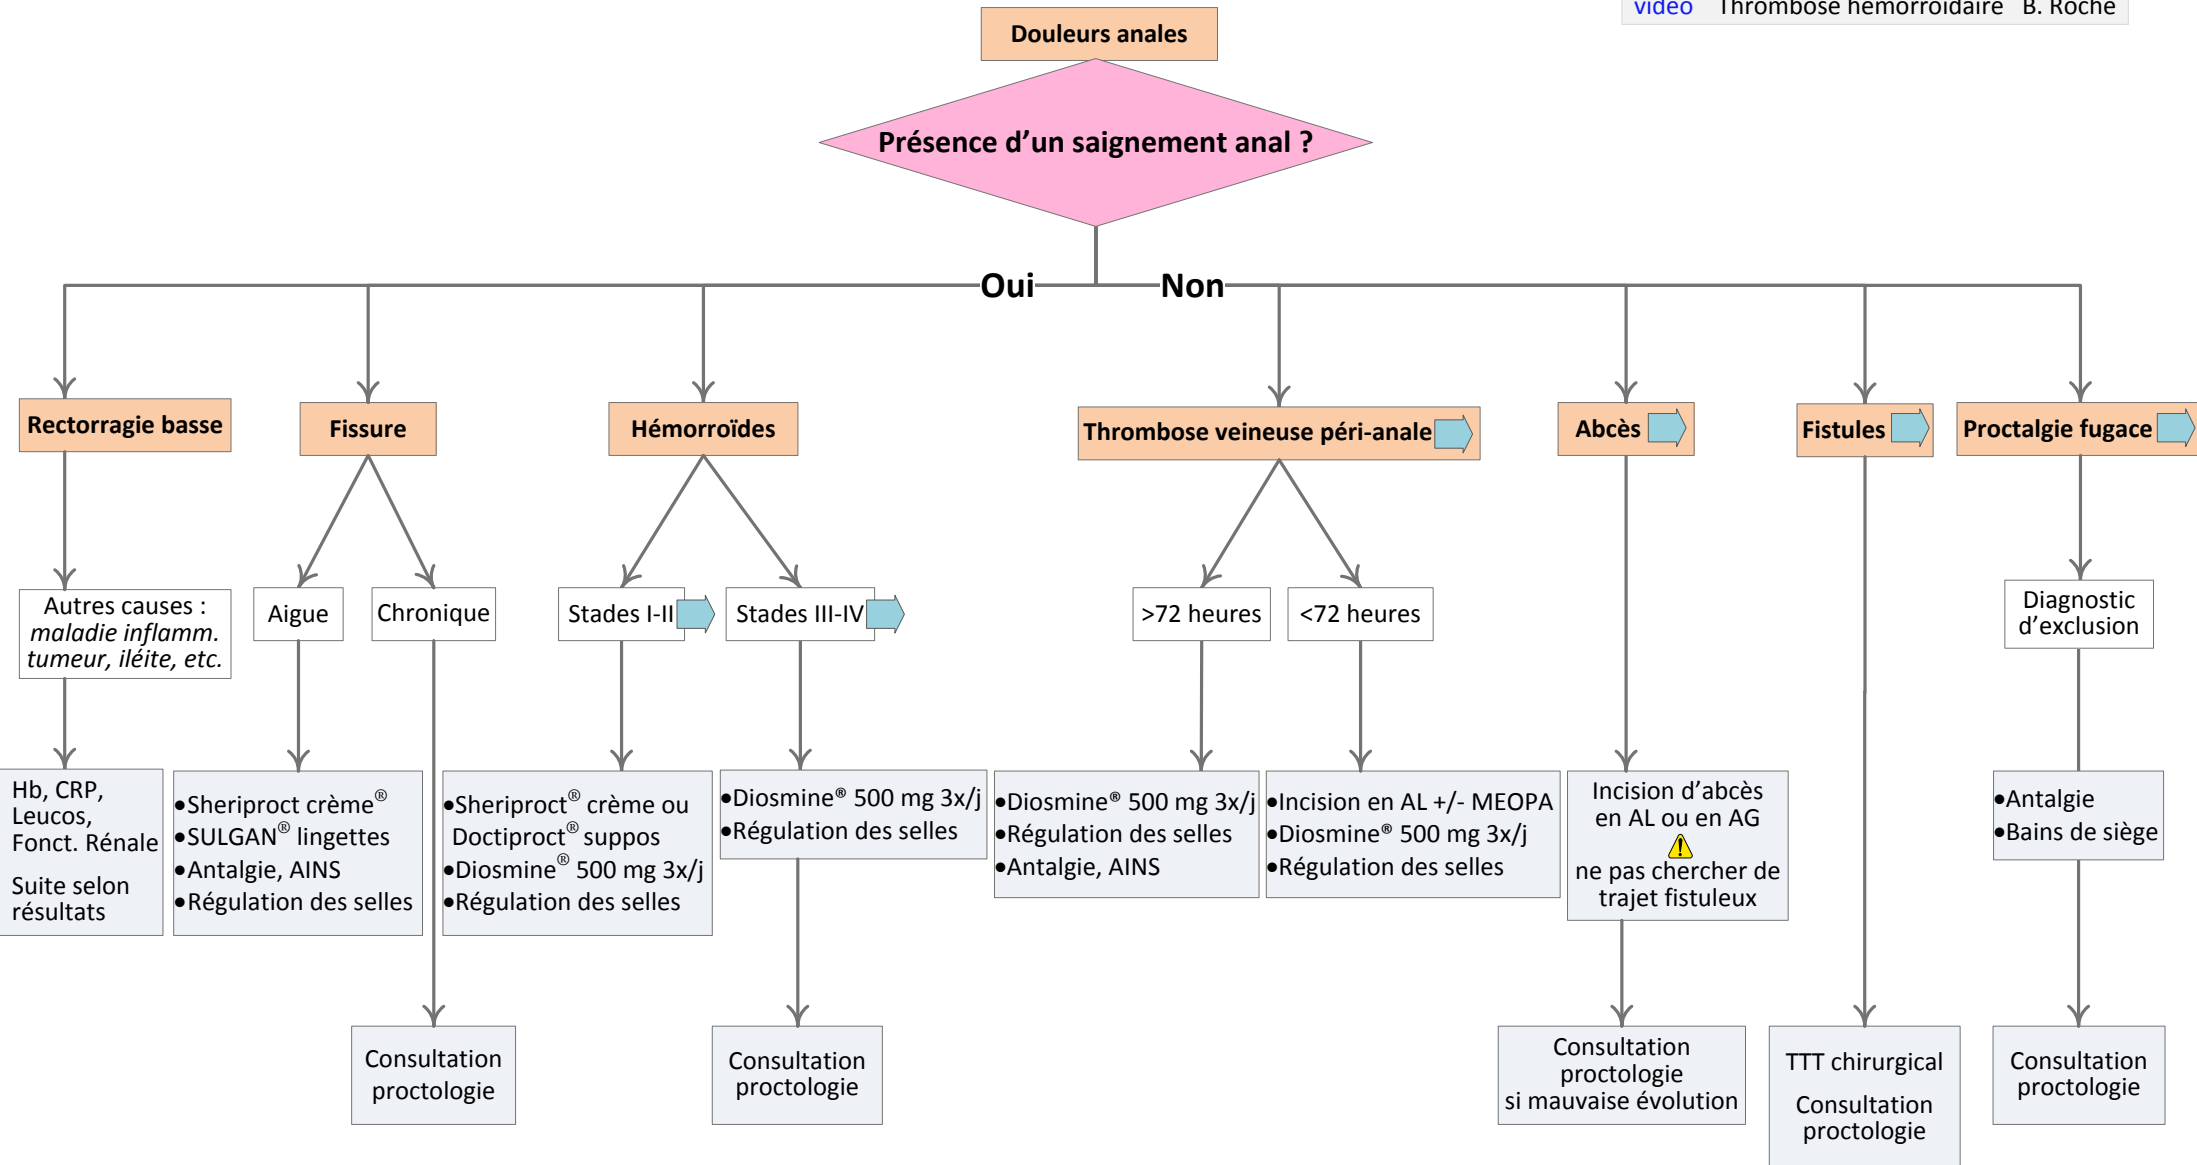 vidéo Thrombose hémorroïdaire B. Roche
Douleurs anales
Présence d’un saignement anal ?
Oui
Non
Rectorragie basse
Fissure
Hémorroïdes
Thrombose veineuse péri-anale
Abcès
Fistules
Proctalgie fugace
Autres causes :
maladie inflamm.
tumeur, iléite, etc.
Aigue
Chronique
Stades I-II
Stades III-IV
>72 heures
<72 heures
Diagnostic
d’exclusion
Hb, CRP,
Leucos,
Fonct. Rénale
Suite selon
résultats
•Sheriproct crème®
•SULGAN® lingettes
•Antalgie, AINS
•Régulation des selles
•Sheriproct® crème ou
Doctiproct® suppos
•Diosmine® 500 mg 3x/j
•Régulation des selles
•Diosmine® 500 mg 3x/j
•Régulation des selles
•Diosmine® 500 mg 3x/j
•Régulation des selles
•Antalgie, AINS
•Incision en AL +/- MEOPA
•Diosmine® 500 mg 3x/j
•Régulation des selles
Incision d’abcès
en AL ou en AG
ne pas chercher de
trajet fistuleux
•Antalgie
•Bains de siège
Consultation
proctologie
Consultation
proctologie
Consultation
proctologie
si mauvaise évolution
TTT chirurgical
Consultation
proctologie
Consultation
proctologie